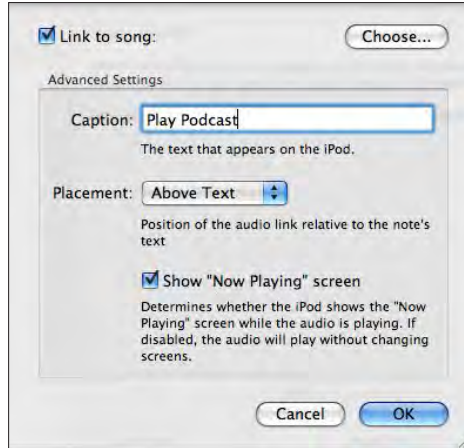 Link to song: Choose...
Advanced Settings
Caption: Play Podcast
The text that appears on the iPod.
Placement: Above Text
Position of the audio link relative to the note's
text
Show "Now Playing" screen
Determines whether the iPod shows the "Now
Playing" screen while the audio is playing. If
disabled, the audio will play without changing
screens.
Cancel OK